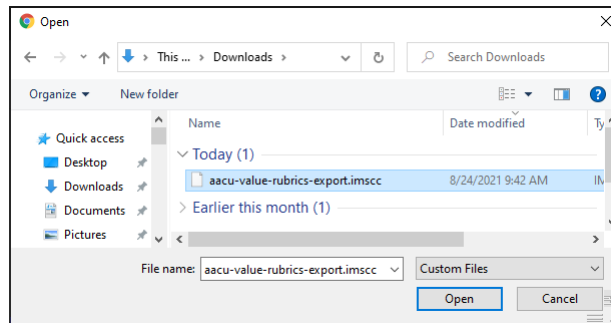 Open
This ... Downloads
Search Downloads
Organize New folder
Name Date modified Ty
Quick access
Today (1)
Desktop
aacu-value-rubrics-export.imscc 8/24/2021 9:42 AM IM
Downloads
Earlier this month (1)
Documents
Pictures
File name: aacu-value-rubrics-export.imscc Custom Files
Open Cancel